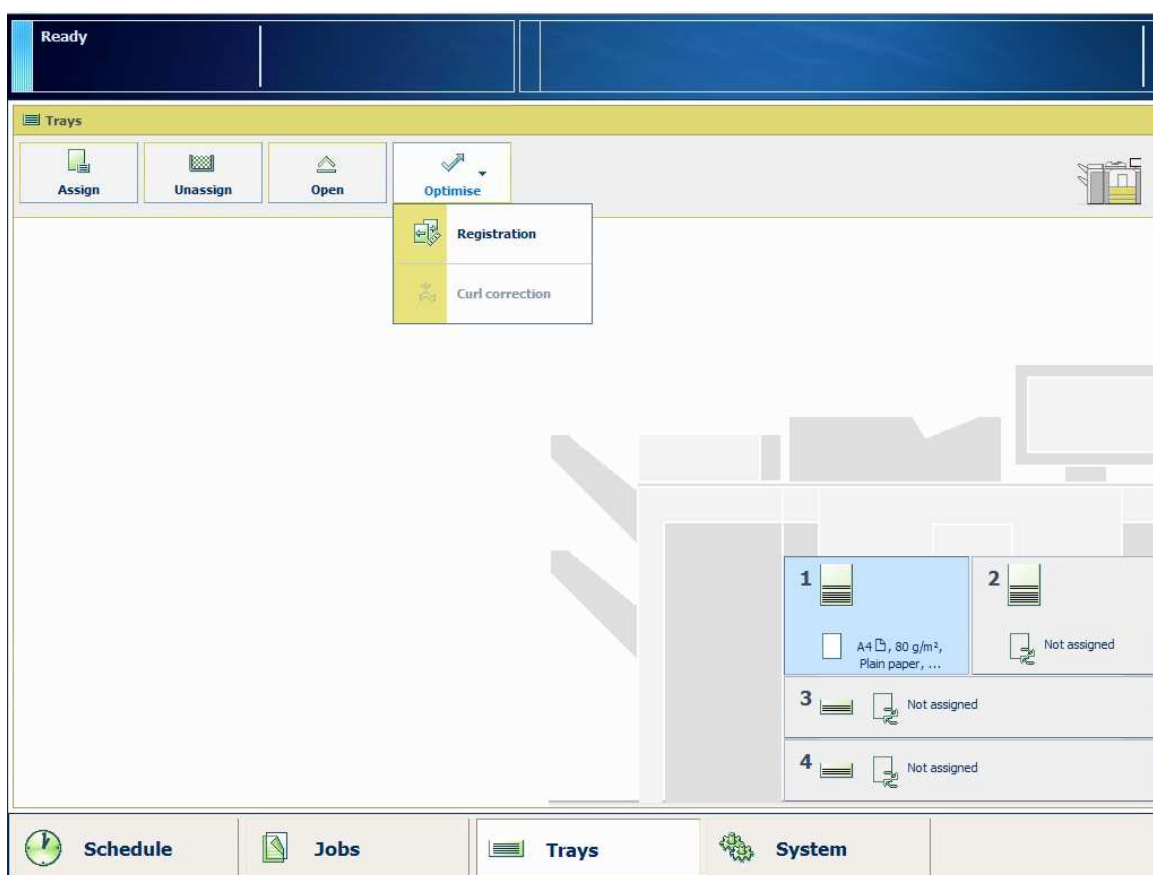 Ready
Trays
Assign
Unassign
Open
Optimise
Registration
Curl correction
1
2
A4 , 80 g/m²,
Plain paper, ...
Not assigned
3
Not assigned
4
Not assigned
Schedule
Jobs
Trays
System